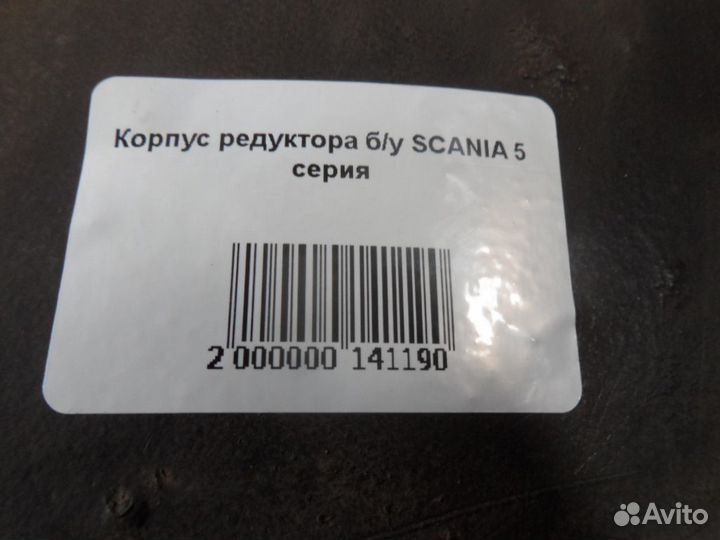 Корпус редуктора б/у SCANIA 5
серия
2 000000 141190
Avito